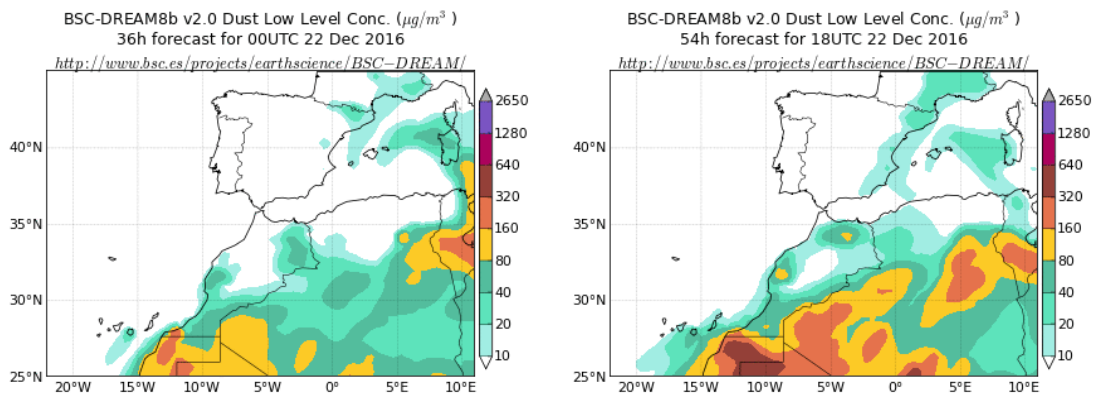 BSC-DREAM8b v2.0 Dust Low Level Conc. (μg/m³ )
36h forecast for 00UTC 22 Dec 2016
http://www.bsc.es/projects/earthscience/BSC−DREAM/
40°N
35°N
30°N
25°N
20°W 15°W 10°W 5°W 0° 5°E 10°E
2650
1280
640
320
160
80
40
20
10
BSC-DREAM8b v2.0 Dust Low Level Conc. (μg/m³ )
54h forecast for 18UTC 22 Dec 2016
http://www.bsc.es/projects/earthscience/BSC−DREAM/
40°N
35°N
30°N
25°N
20°W 15°W 10°W 5°W 0° 5°E 10°E
2650
1280
640
320
160
80
40
20
10